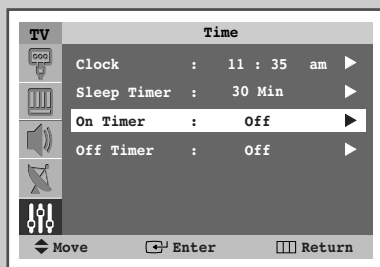 TV Time
Clock : 11 : 35 am
Sleep Timer : 30 Min
On Timer : Off
Off Timer : Off
Move Enter Return